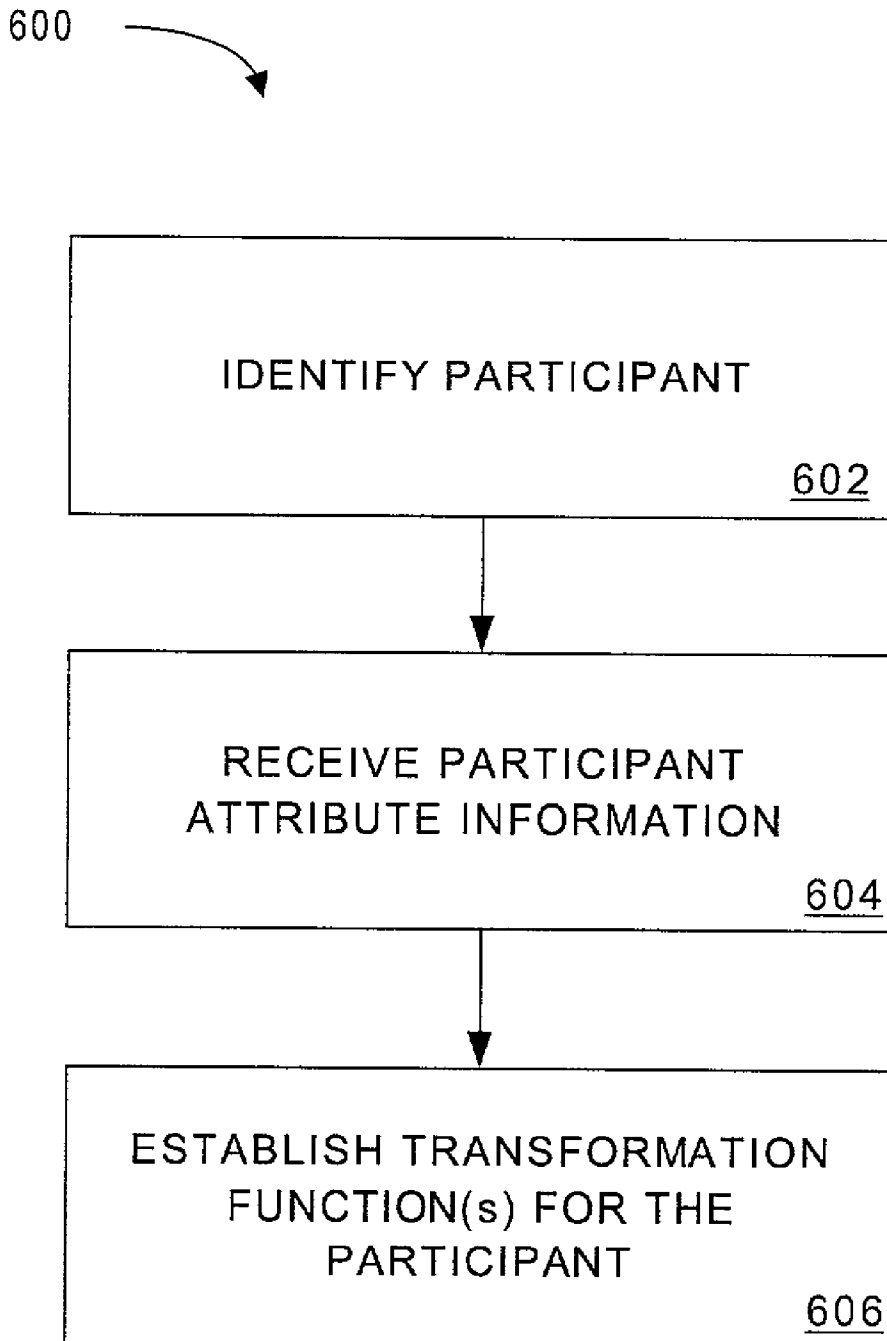 600
IDENTIFY PARTICIPANT
602
RECEIVE PARTICIPANT
ATTRIBUTE INFORMATION
604
ESTABLISH TRANSFORMATION
FUNCTION(s) FOR THE
PARTICIPANT
606